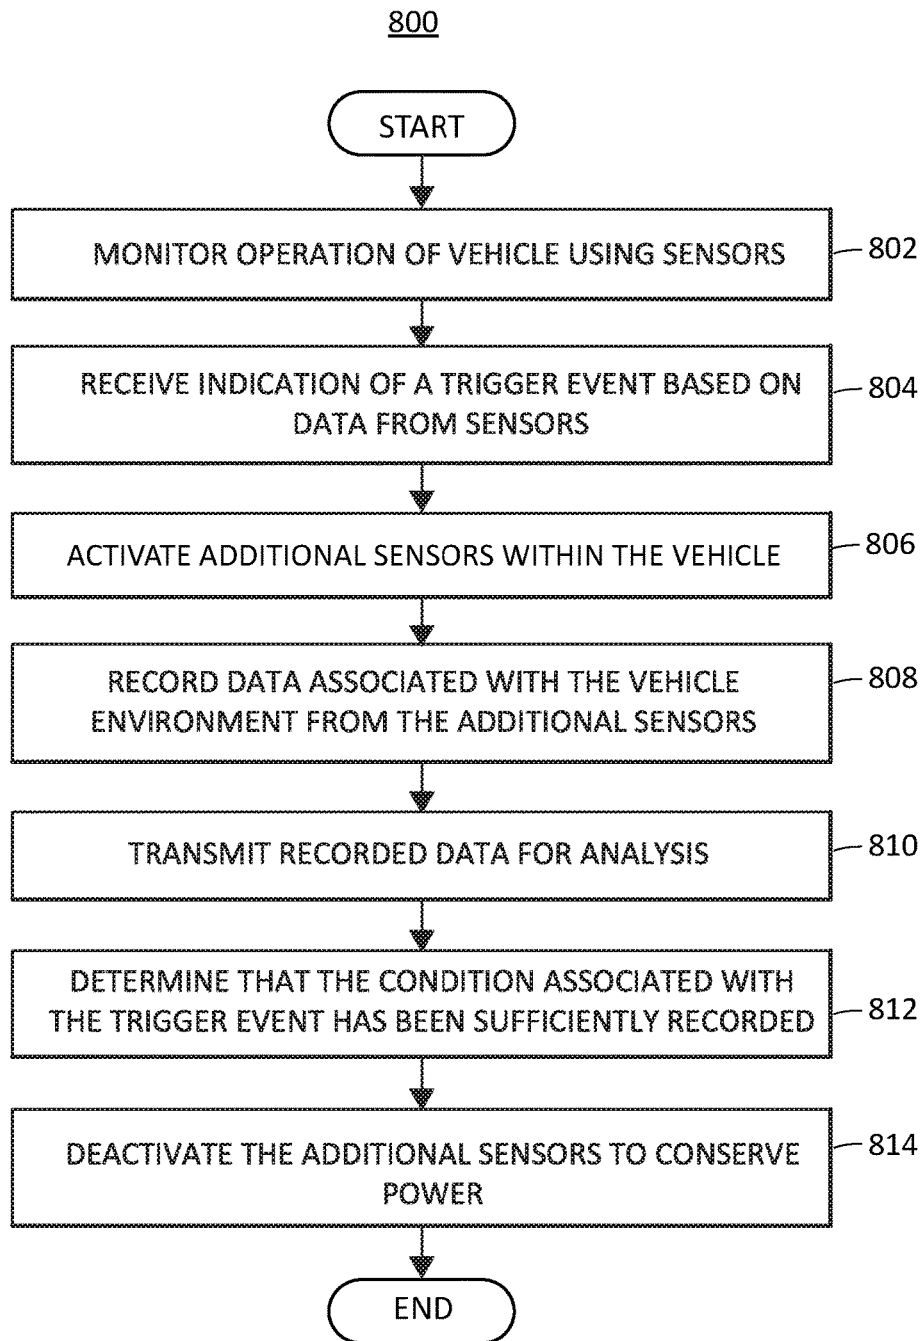 800
START
MONITOR OPERATION OF VEHICLE USING SENSORS
802
RECEIVE INDICATION OF A TRIGGER EVENT BASED ON
DATA FROM SENSORS
804
ACTIVATE ADDITIONAL SENSORS WITHIN THE VEHICLE
806
RECORD DATA ASSOCIATED WITH THE VEHICLE
ENVIRONMENT FROM THE ADDITIONAL SENSORS
808
TRANSMIT RECORDED DATA FOR ANALYSIS
810
DETERMINE THAT THE CONDITION ASSOCIATED WITH
THE TRIGGER EVENT HAS BEEN SUFFICIENTLY RECORDED
812
DEACTIVATE THE ADDITIONAL SENSORS TO CONSERVE
POWER
814
END